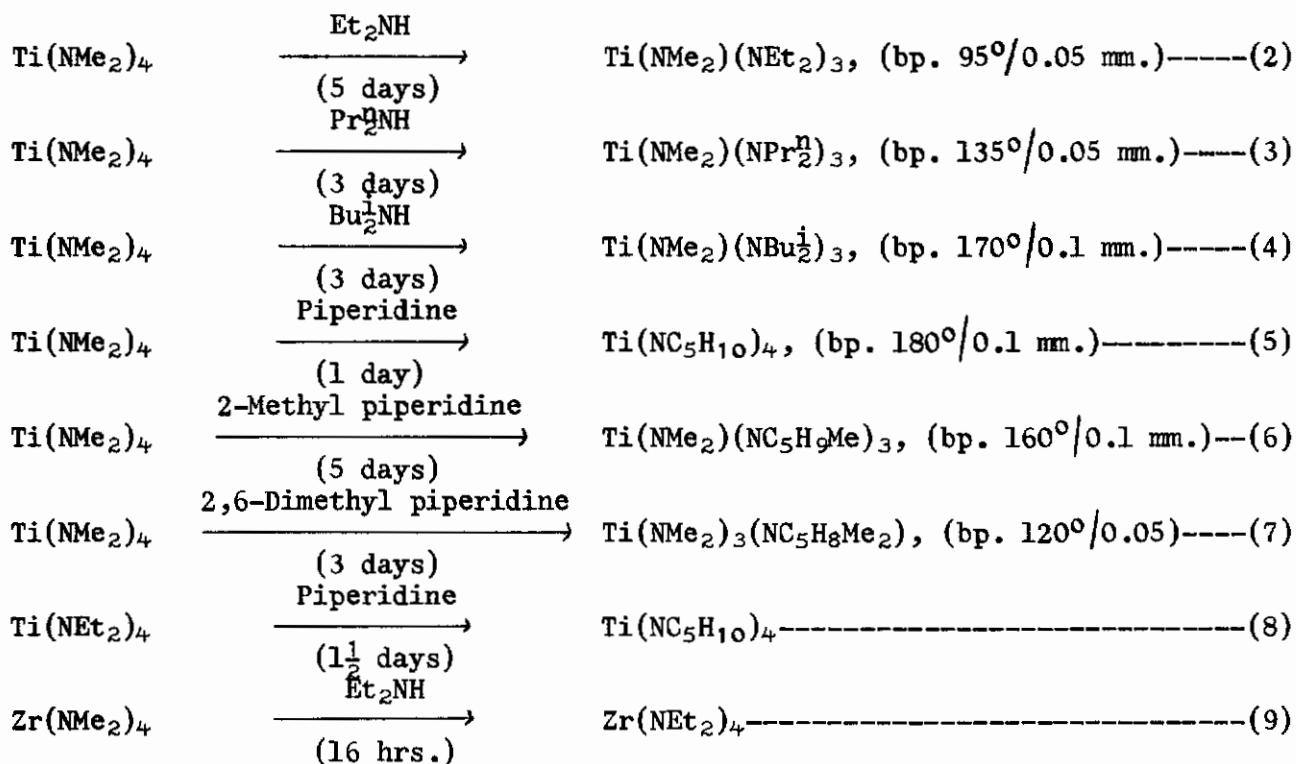 Et₂NH
Ti(NMe₂)₄ ⟶ Ti(NMe₂)(NEt₂)₃, (bp. 95⁰/0.05 mm.)-----(2)
(5 days)
Prⁿ₂NH
Ti(NMe₂)₄ ⟶ Ti(NMe₂)(NPrⁿ₂)₃, (bp. 135⁰/0.05 mm.)-----(3)
(3 days)
Buⁱ₂NH
Ti(NMe₂)₄ ⟶ Ti(NMe₂)(NBuⁱ₂)₃, (bp. 170⁰/0.1 mm.)-----(4)
(3 days)
Piperidine
Ti(NMe₂)₄ ⟶ Ti(NC₅H₁₀)₄, (bp. 180⁰/0.1 mm.)---------(5)
(1 day)
2-Methyl piperidine
Ti(NMe₂)₄ ⟶ Ti(NMe₂)(NC₅H₉Me)₃, (bp. 160⁰/0.1 mm.)--(6)
(5 days)
2,6-Dimethyl piperidine
Ti(NMe₂)₄ ⟶ Ti(NMe₂)₃(NC₅H₈Me₂), (bp. 120⁰/0.05)----(7)
(3 days)
Piperidine
Ti(NEt₂)₄ ⟶ Ti(NC₅H₁₀)₄-----------------------------(8)
(1½ days)
Et₂NH
Zr(NMe₂)₄ ⟶ Zr(NEt₂)₄-------------------------------(9)
(16 hrs.)